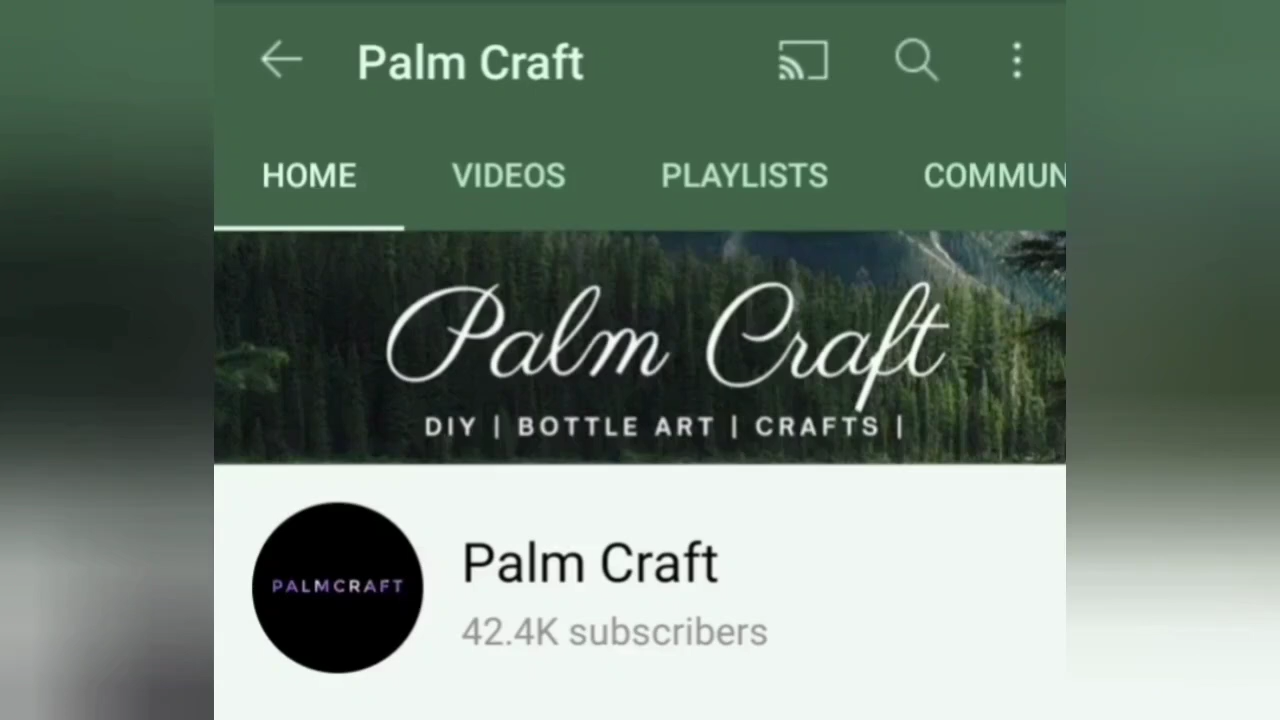 Palm Craft
HOME VIDEOS PLAYLISTS COMMUN
Palm Craft
DIY | BOTTLE ART | CRAFTS |
PALMCRAFT
Palm Craft
42.4K subscribers